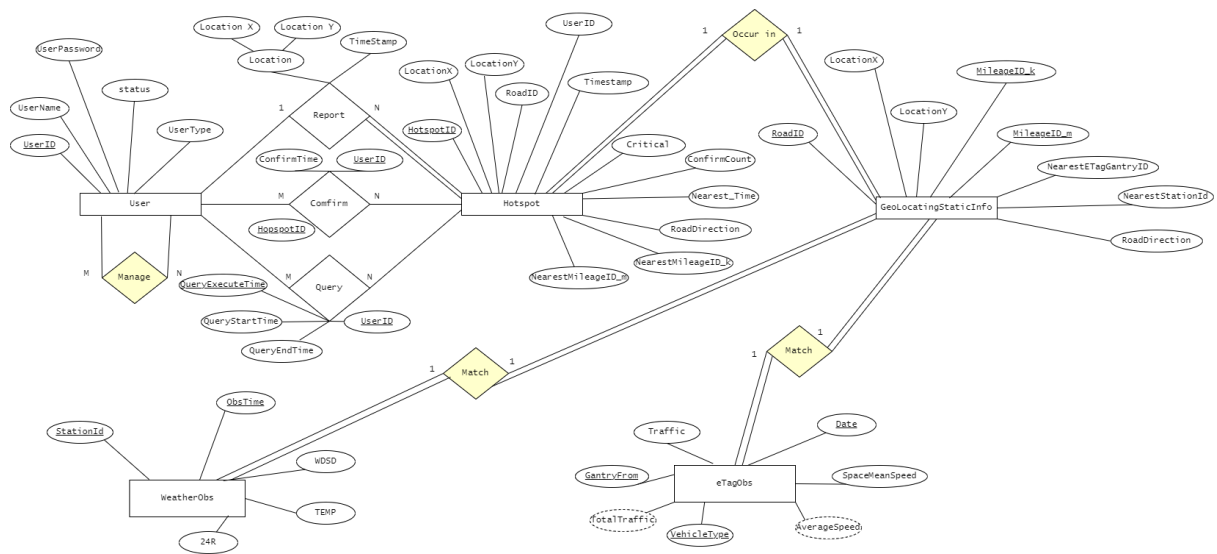 UserID
1
1
Occur in
Location X
Location Y
TimeStamp
UserPassword
Location
LocationX
LocationY
LocationX
MileageID_k
status
RoadID
Timestamp
UserName
1
Report
N
LocationY
UserID
UserType
HotspotID
RoadID
MileageID_m
Critical
ConfirmTime
UserID
ConfirmCount
NearestETagGantryID
User
M
Comfirm
N
Hotspot
Nearest_Time
GeoLocatingStaticInfo
NearestStationId
HopspotID
RoadDirection
RoadDirection
M
Manage
N
M
Query
N
NearestMileageID_k
QueryExecuteTime
NearestMileageID_m
QueryStartTime
UserID
QueryEndTime
1
1
Match
1
1
Match
ObsTime
StationId
Traffic
Date
WDSD
GantryFrom
eTagObs
SpaceMeanSpeed
WeatherObs
TEMP
TotalTraffic
AverageSpeed
24R
VehicleType